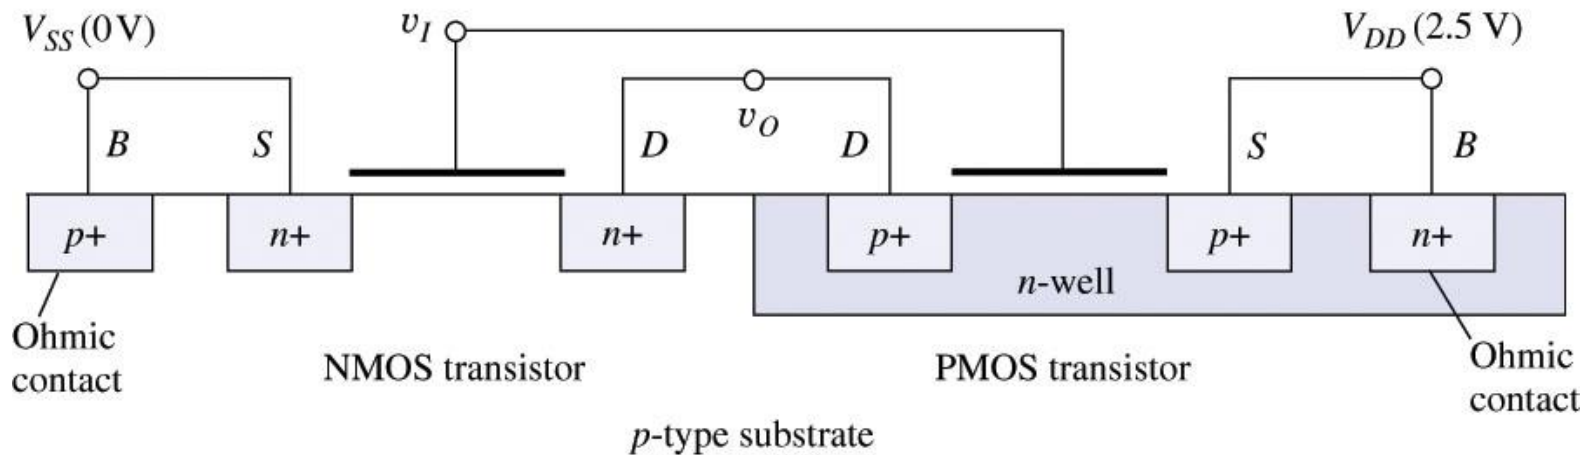 V_SS (0 V)
v_I
V_DD (2.5 V)
v_O
B
S
D
D
S
B
p+
n+
n+
p+
p+
n+
n-well
Ohmic
contact
NMOS transistor
PMOS transistor
Ohmic
contact
p-type substrate